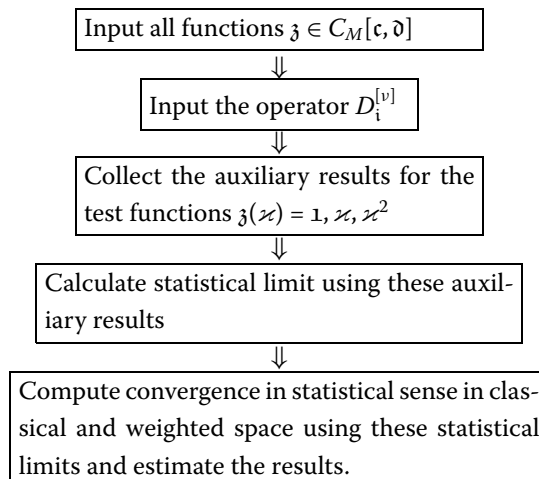 Input all functions 𝔷 ∈ C_M[𝔠, 𝔡]
⇓
Input the operator D_𝔦^[ν]
⇓
Collect the auxiliary results for the
test functions 𝔷(ϰ) = 1, ϰ, ϰ²
⇓
Calculate statistical limit using these auxil-
iary results
⇓
Compute convergence in statistical sense in clas-
sical and weighted space using these statistical
limits and estimate the results.